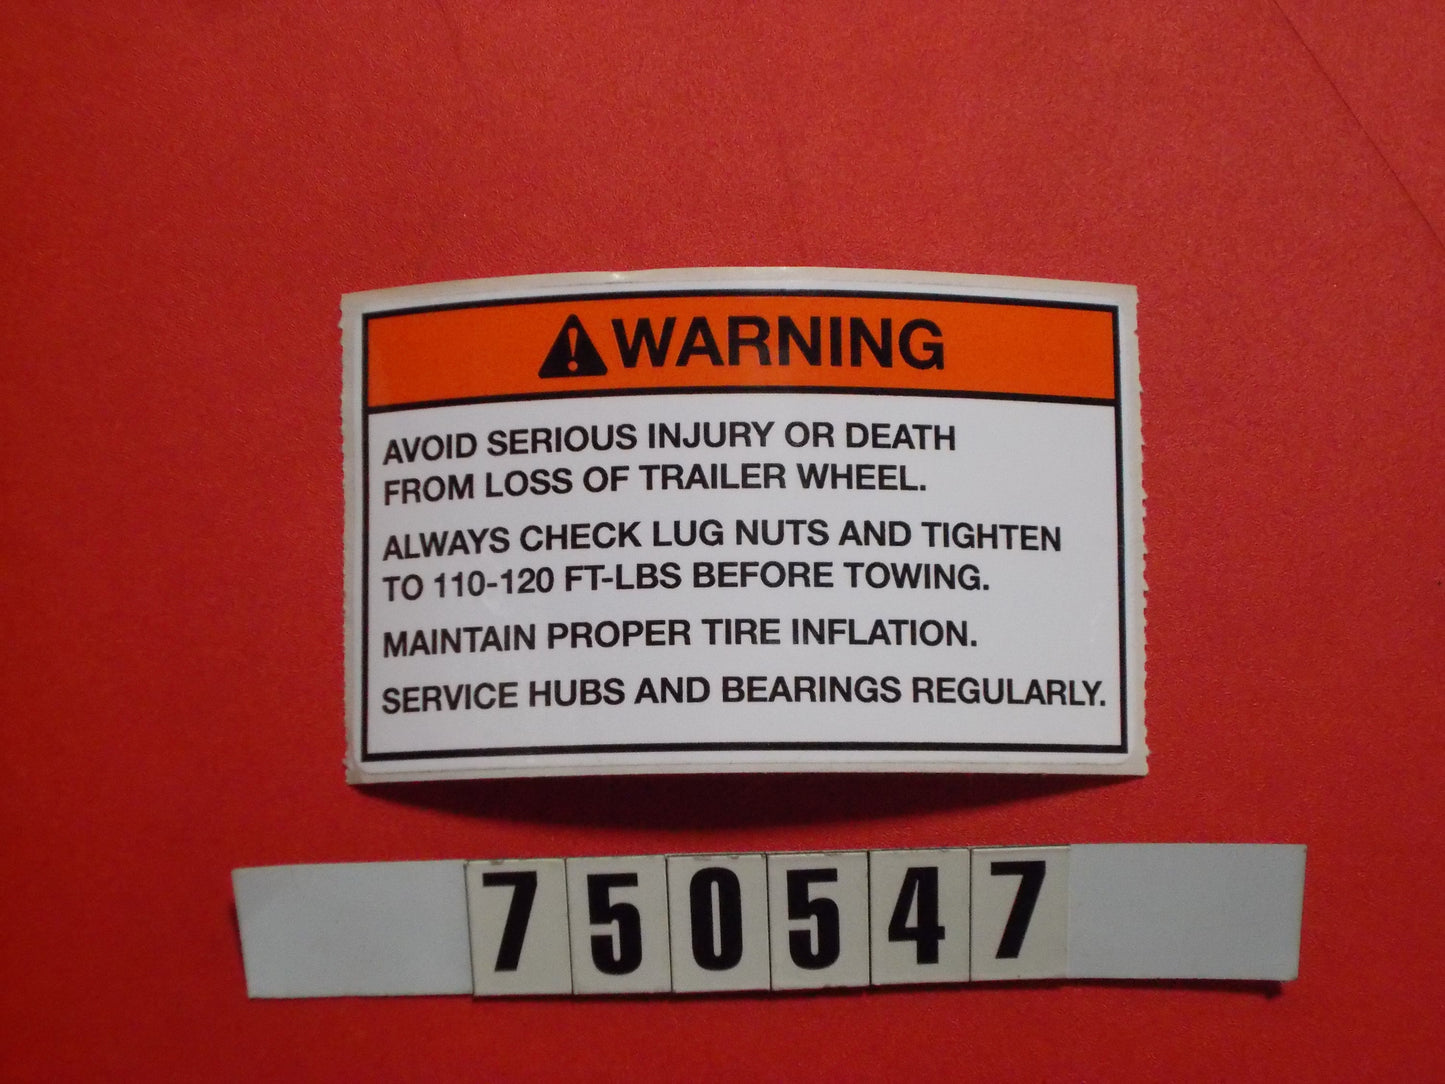 WARNING
AVOID SERIOUS INJURY OR DEATH
FROM LOSS OF TRAILER WHEEL.
ALWAYS CHECK LUG NUTS AND TIGHTEN
TO 110-120 FT-LBS BEFORE TOWING.
MAINTAIN PROPER TIRE INFLATION.
SERVICE HUBS AND BEARINGS REGULARLY.
750547